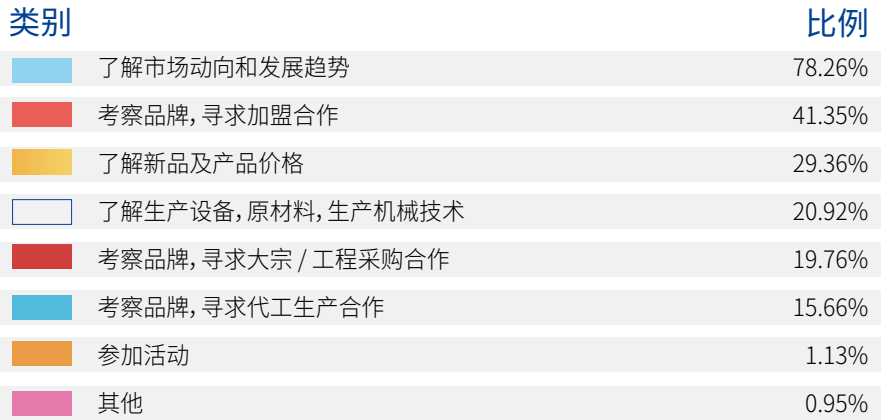 类别 比例
了解市场动向和发展趋势 78.26%
考察品牌,寻求加盟合作 41.35%
了解新品及产品价格 29.36%
了解生产设备,原材料,生产机械技术 20.92%
考察品牌,寻求大宗 / 工程采购合作 19.76%
考察品牌,寻求代工生产合作 15.66%
参加活动 1.13%
其他 0.95%